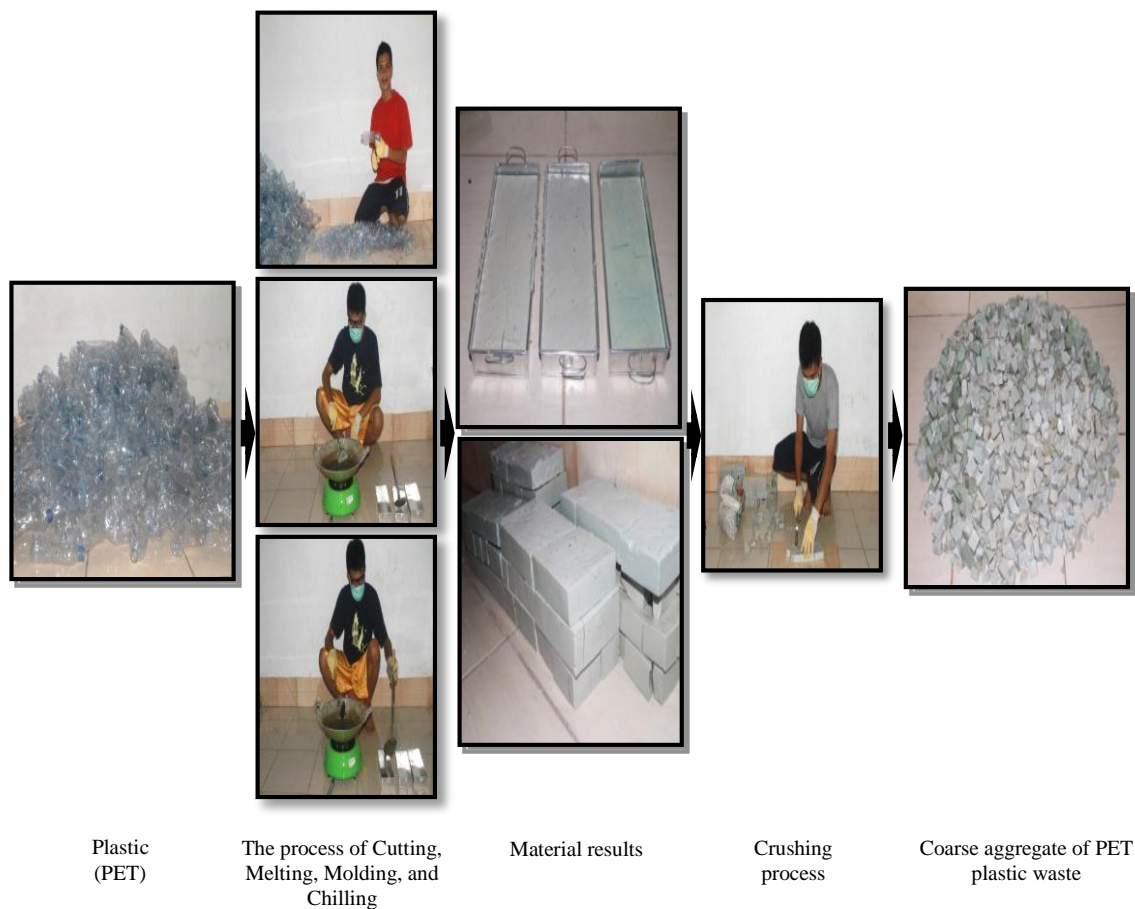 Plastic
(PET)
The process of Cutting,
Melting, Molding, and
Chilling
Material results
Crushing
process
Coarse aggregate of PET
plastic waste